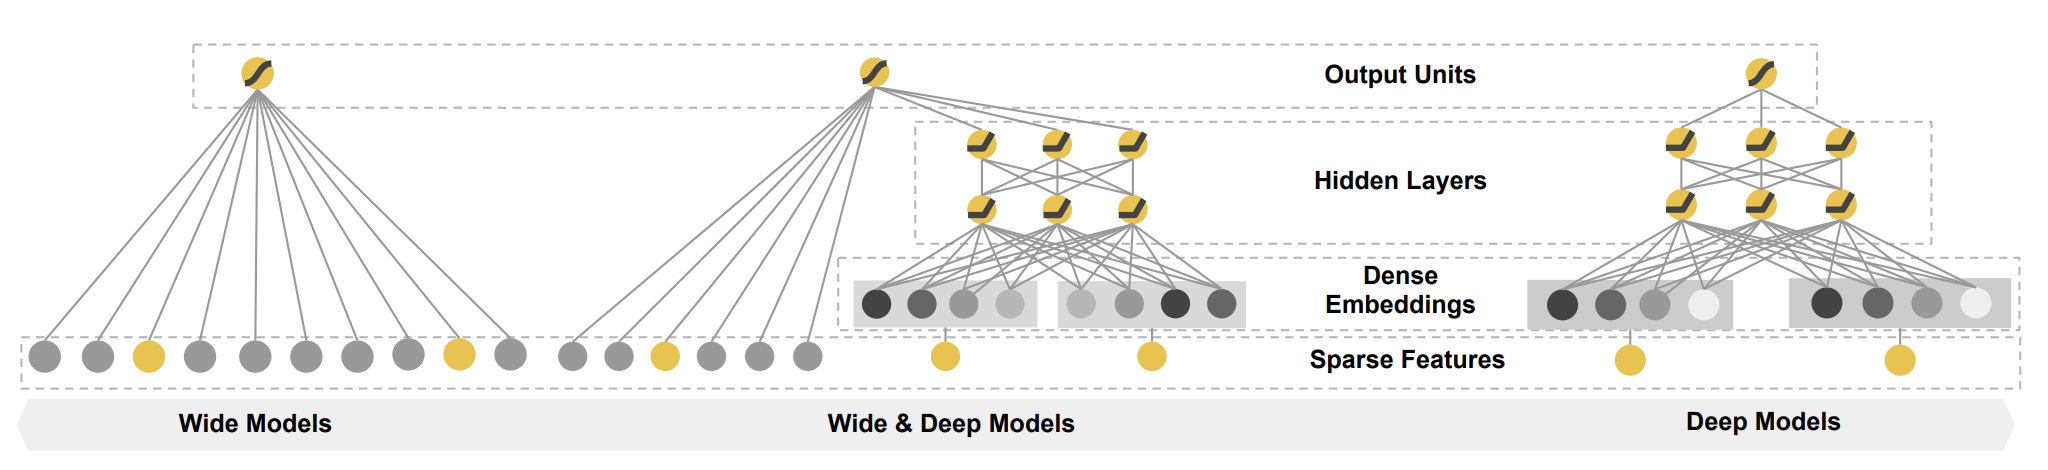 Output Units
Hidden Layers
Dense
Embeddings
Sparse Features
Wide Models
Wide & Deep Models
Deep Models